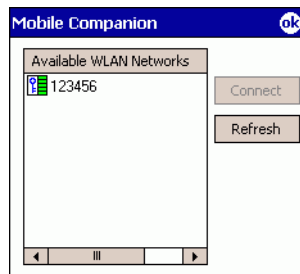 Mobile Companion
ok
Available WLAN Networks
123456
Connect
Refresh